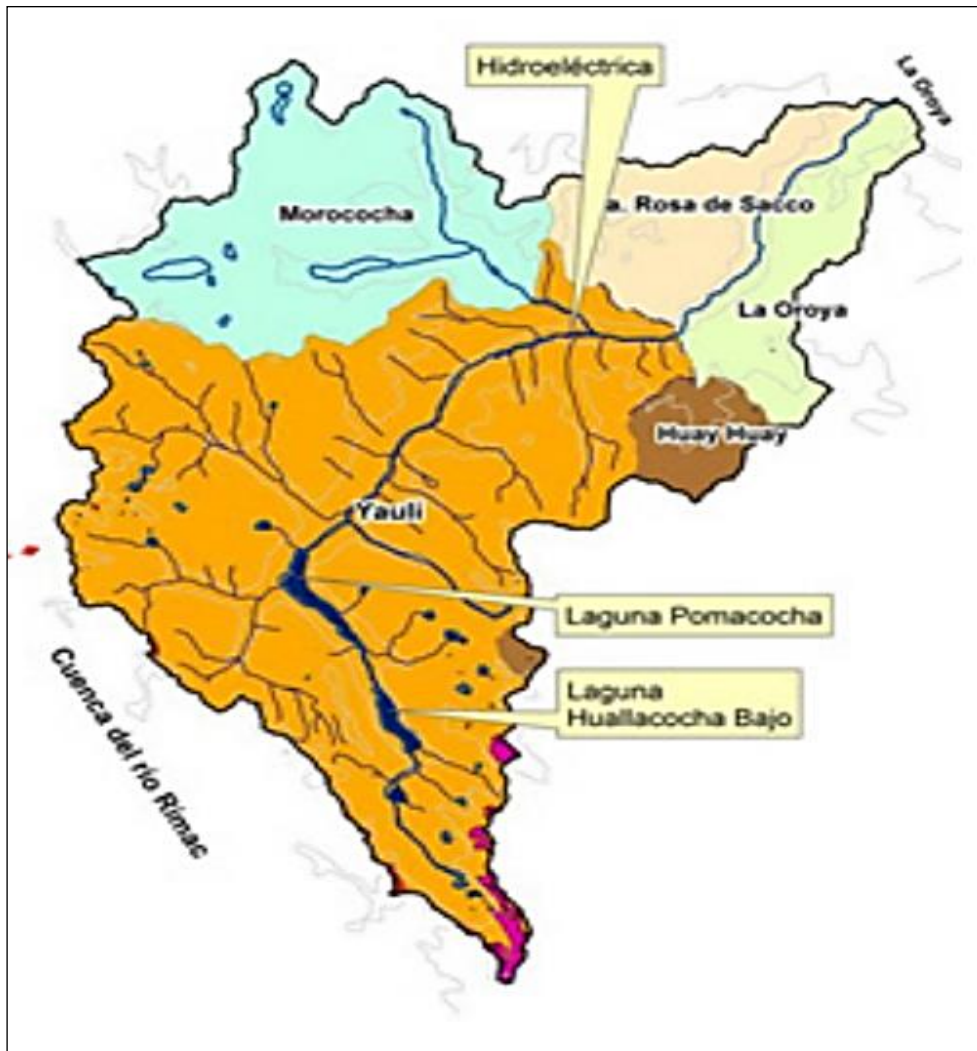 Hidroeléctrica
La Oroya
Morococha
a. Rosa de Sacco
La Oroya
Huay Huay
Yauli
Laguna Pomacocha
Laguna
Huallacocha Bajo
Cuenca del río Rímac